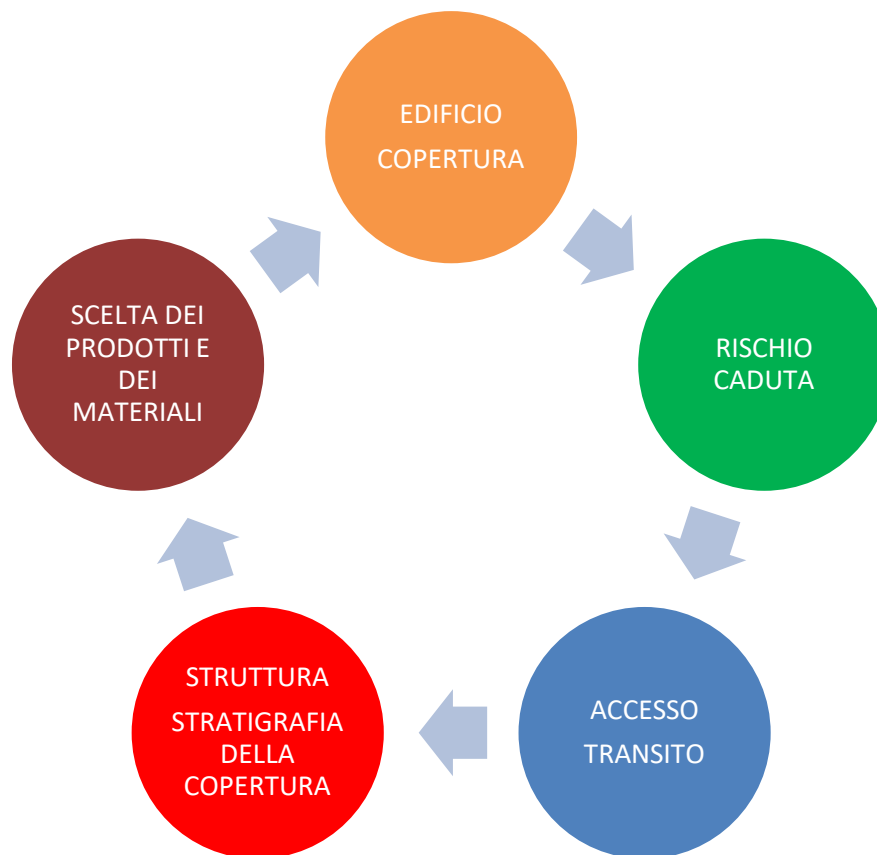 EDIFICIO
COPERTURA
RISCHIO
CADUTA
ACCESSO
TRANSITO
STRUTTURA
STRATIGRAFIA
DELLA
COPERTURA
SCELTA DEI
PRODOTTI E
DEI
MATERIALI